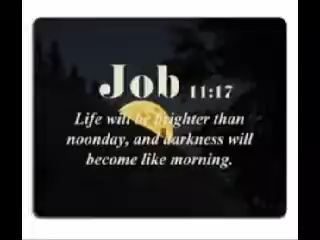 Job 11:17
Life will be brighter than
noonday, and darkness will
become like morning.